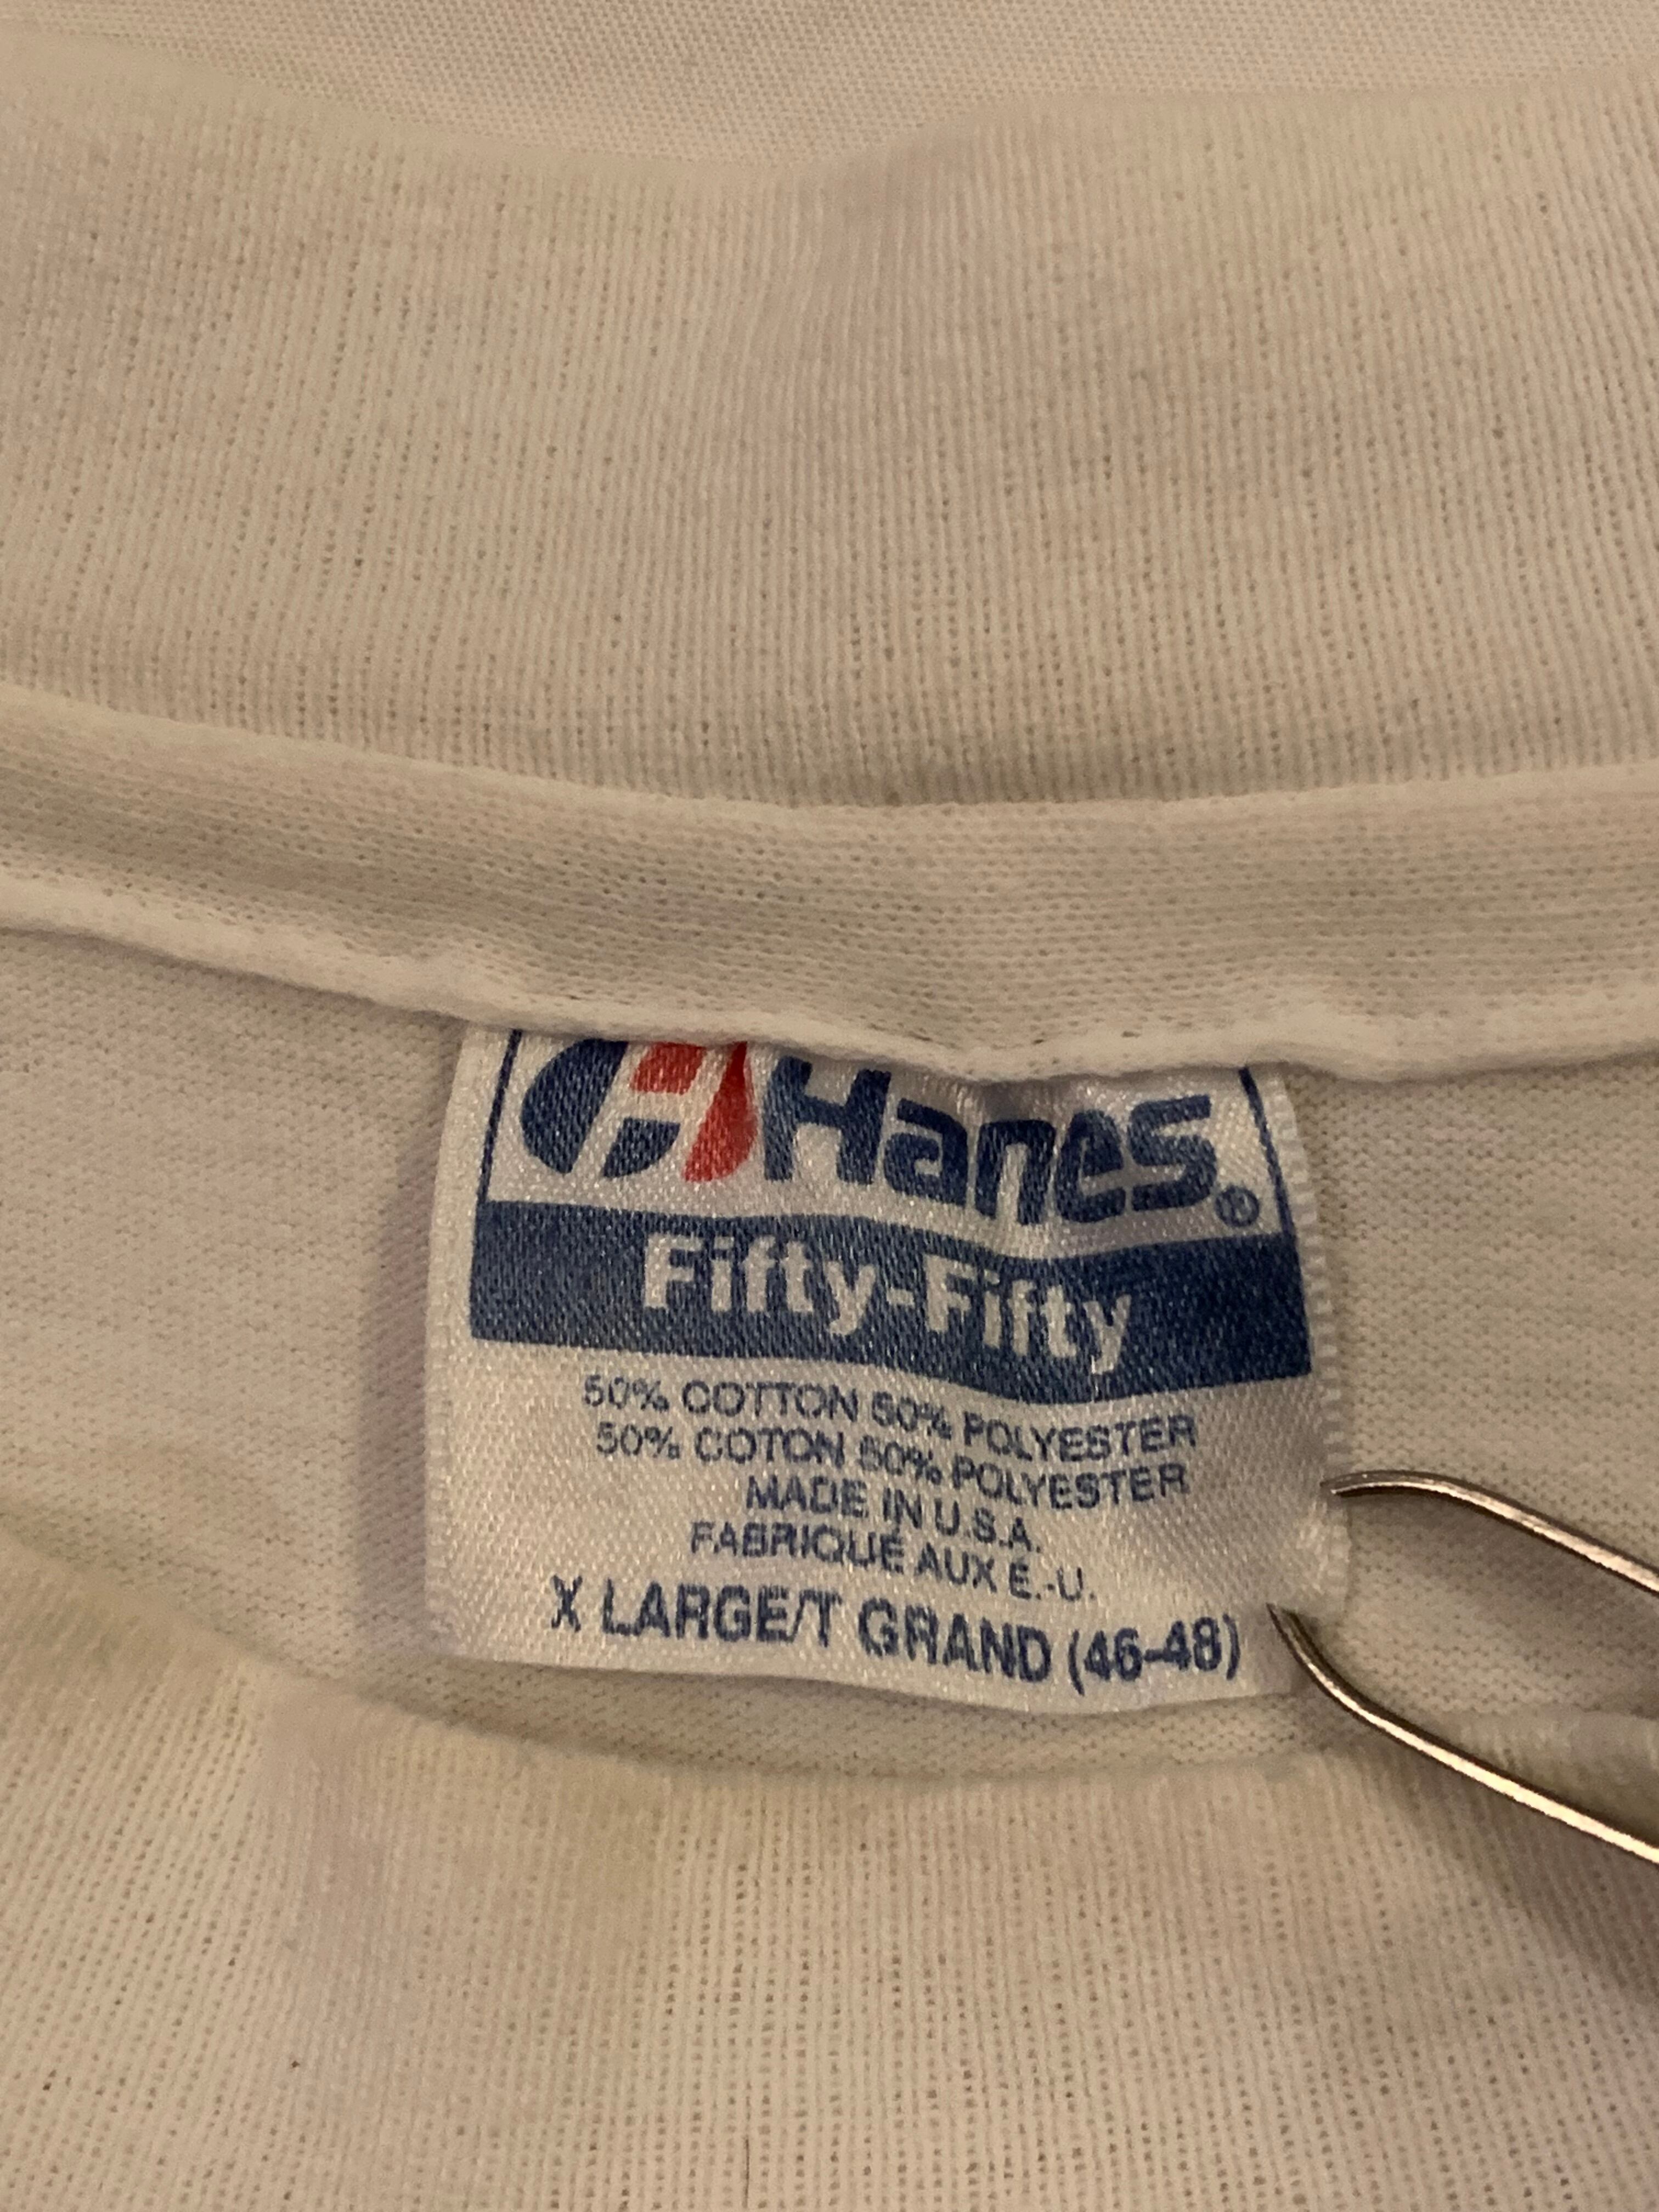 Hanes®
Fifty-Fifty
50% COTTON 50% POLYESTER
50% COTON 50% POLYESTER
MADE IN U.S.A.
FABRIQUÉ AUX É.-U.
X LARGE/T GRAND (46-48)